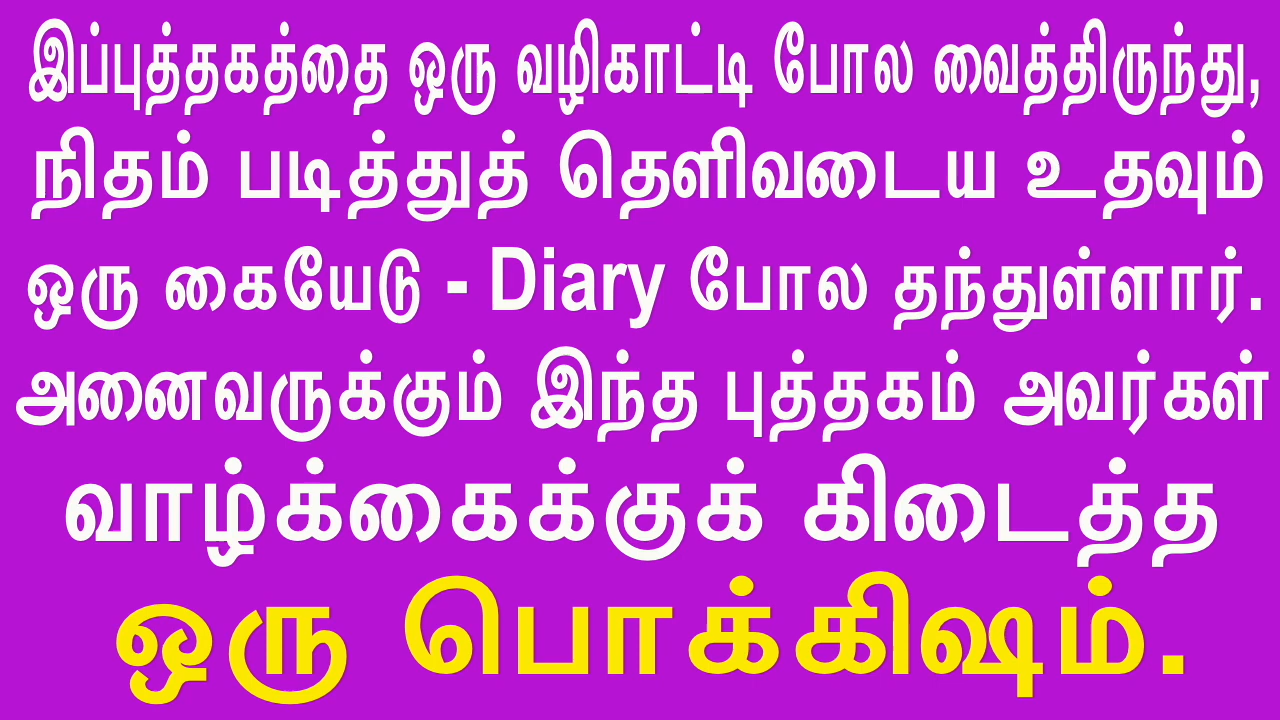 இப்புத்தகத்தை ஒரு வழிகாட்டி போல வைத்திருந்து,
நிதம் படித்துத் தெளிவடைய உதவும்
ஒரு கையேடு - Diary போல தந்துள்ளார்.
அனைவருக்கும் இந்த புத்தகம் அவர்கள்
வாழ்க்கைக்குக் கிடைத்த
ஒரு பொக்கிஷம்.